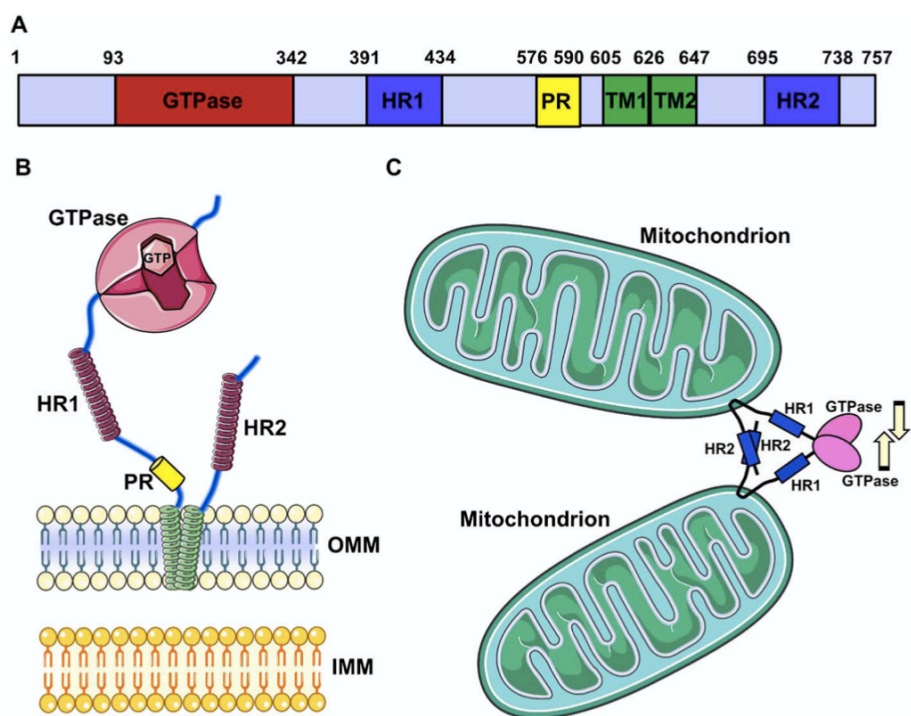 A
1 93 342 391 434 576 590 605 626 647 695 738 757
GTPase HR1 PR TM1 TM2 HR2
B
GTPase
GTP
HR1
HR2
PR
OMM
IMM
C
Mitochondrion
HR1
GTPase
HR2
HR2
HR1
GTPase
Mitochondrion